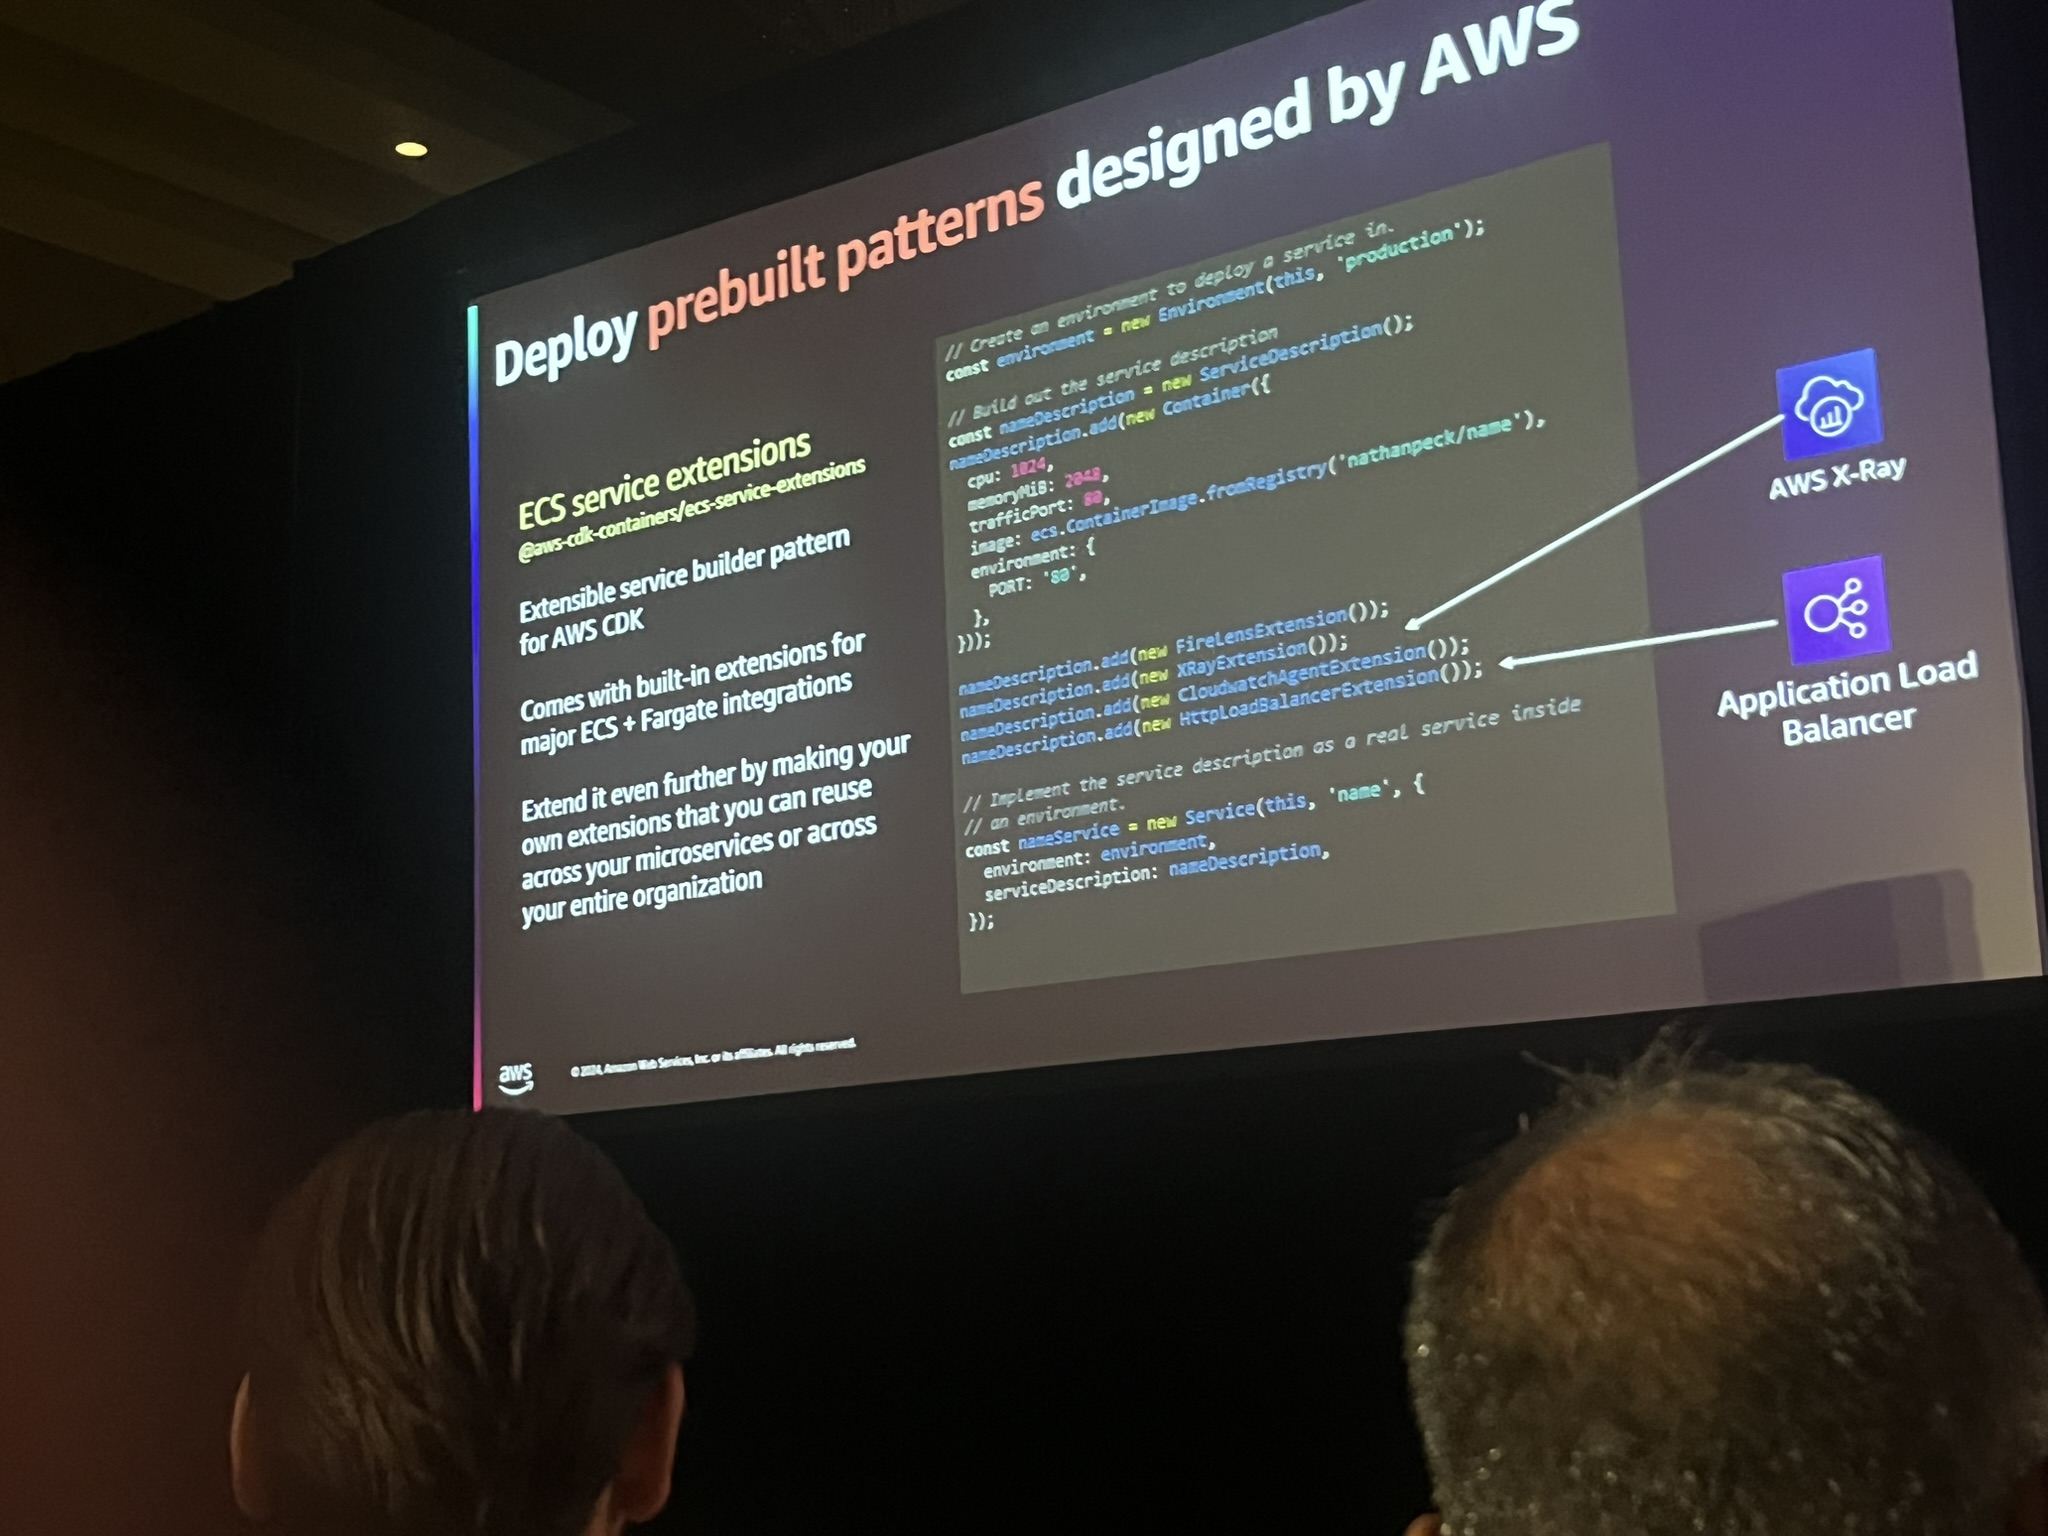 Deploy prebuilt patterns designed by AWS
ECS service extensions
@aws-cdk-containers/ecs-service-extensions
Extensible service builder pattern
for AWS CDK
Comes with built-in extensions for
major ECS + Fargate integrations
Extend it even further by making your
own extensions that you can reuse
across your microservices or across
your entire organization
// Create an environment to deploy a service in.
const environment = new Environment(this, 'production');
// Build out the service description
const nameDescription = new ServiceDescription();
nameDescription.add(new Container({
cpu: 1024,
memoryMiB: 2048,
trafficPort: 80,
image: ecs.ContainerImage.fromRegistry('nathanpeck/name'),
environment: {
PORT: '80',
},
}));
nameDescription.add(new FireLensExtension());
nameDescription.add(new XRayExtension());
nameDescription.add(new CloudwatchAgentExtension());
nameDescription.add(new HttpLoadBalancerExtension());
// Implement the service description as a real service inside
// an environment.
const nameService = new Service(this, 'name', {
environment: environment,
serviceDescription: nameDescription,
});
AWS X-Ray
Application Load
Balancer
aws
© 2024, Amazon Web Services, Inc. or its affiliates. All rights reserved.